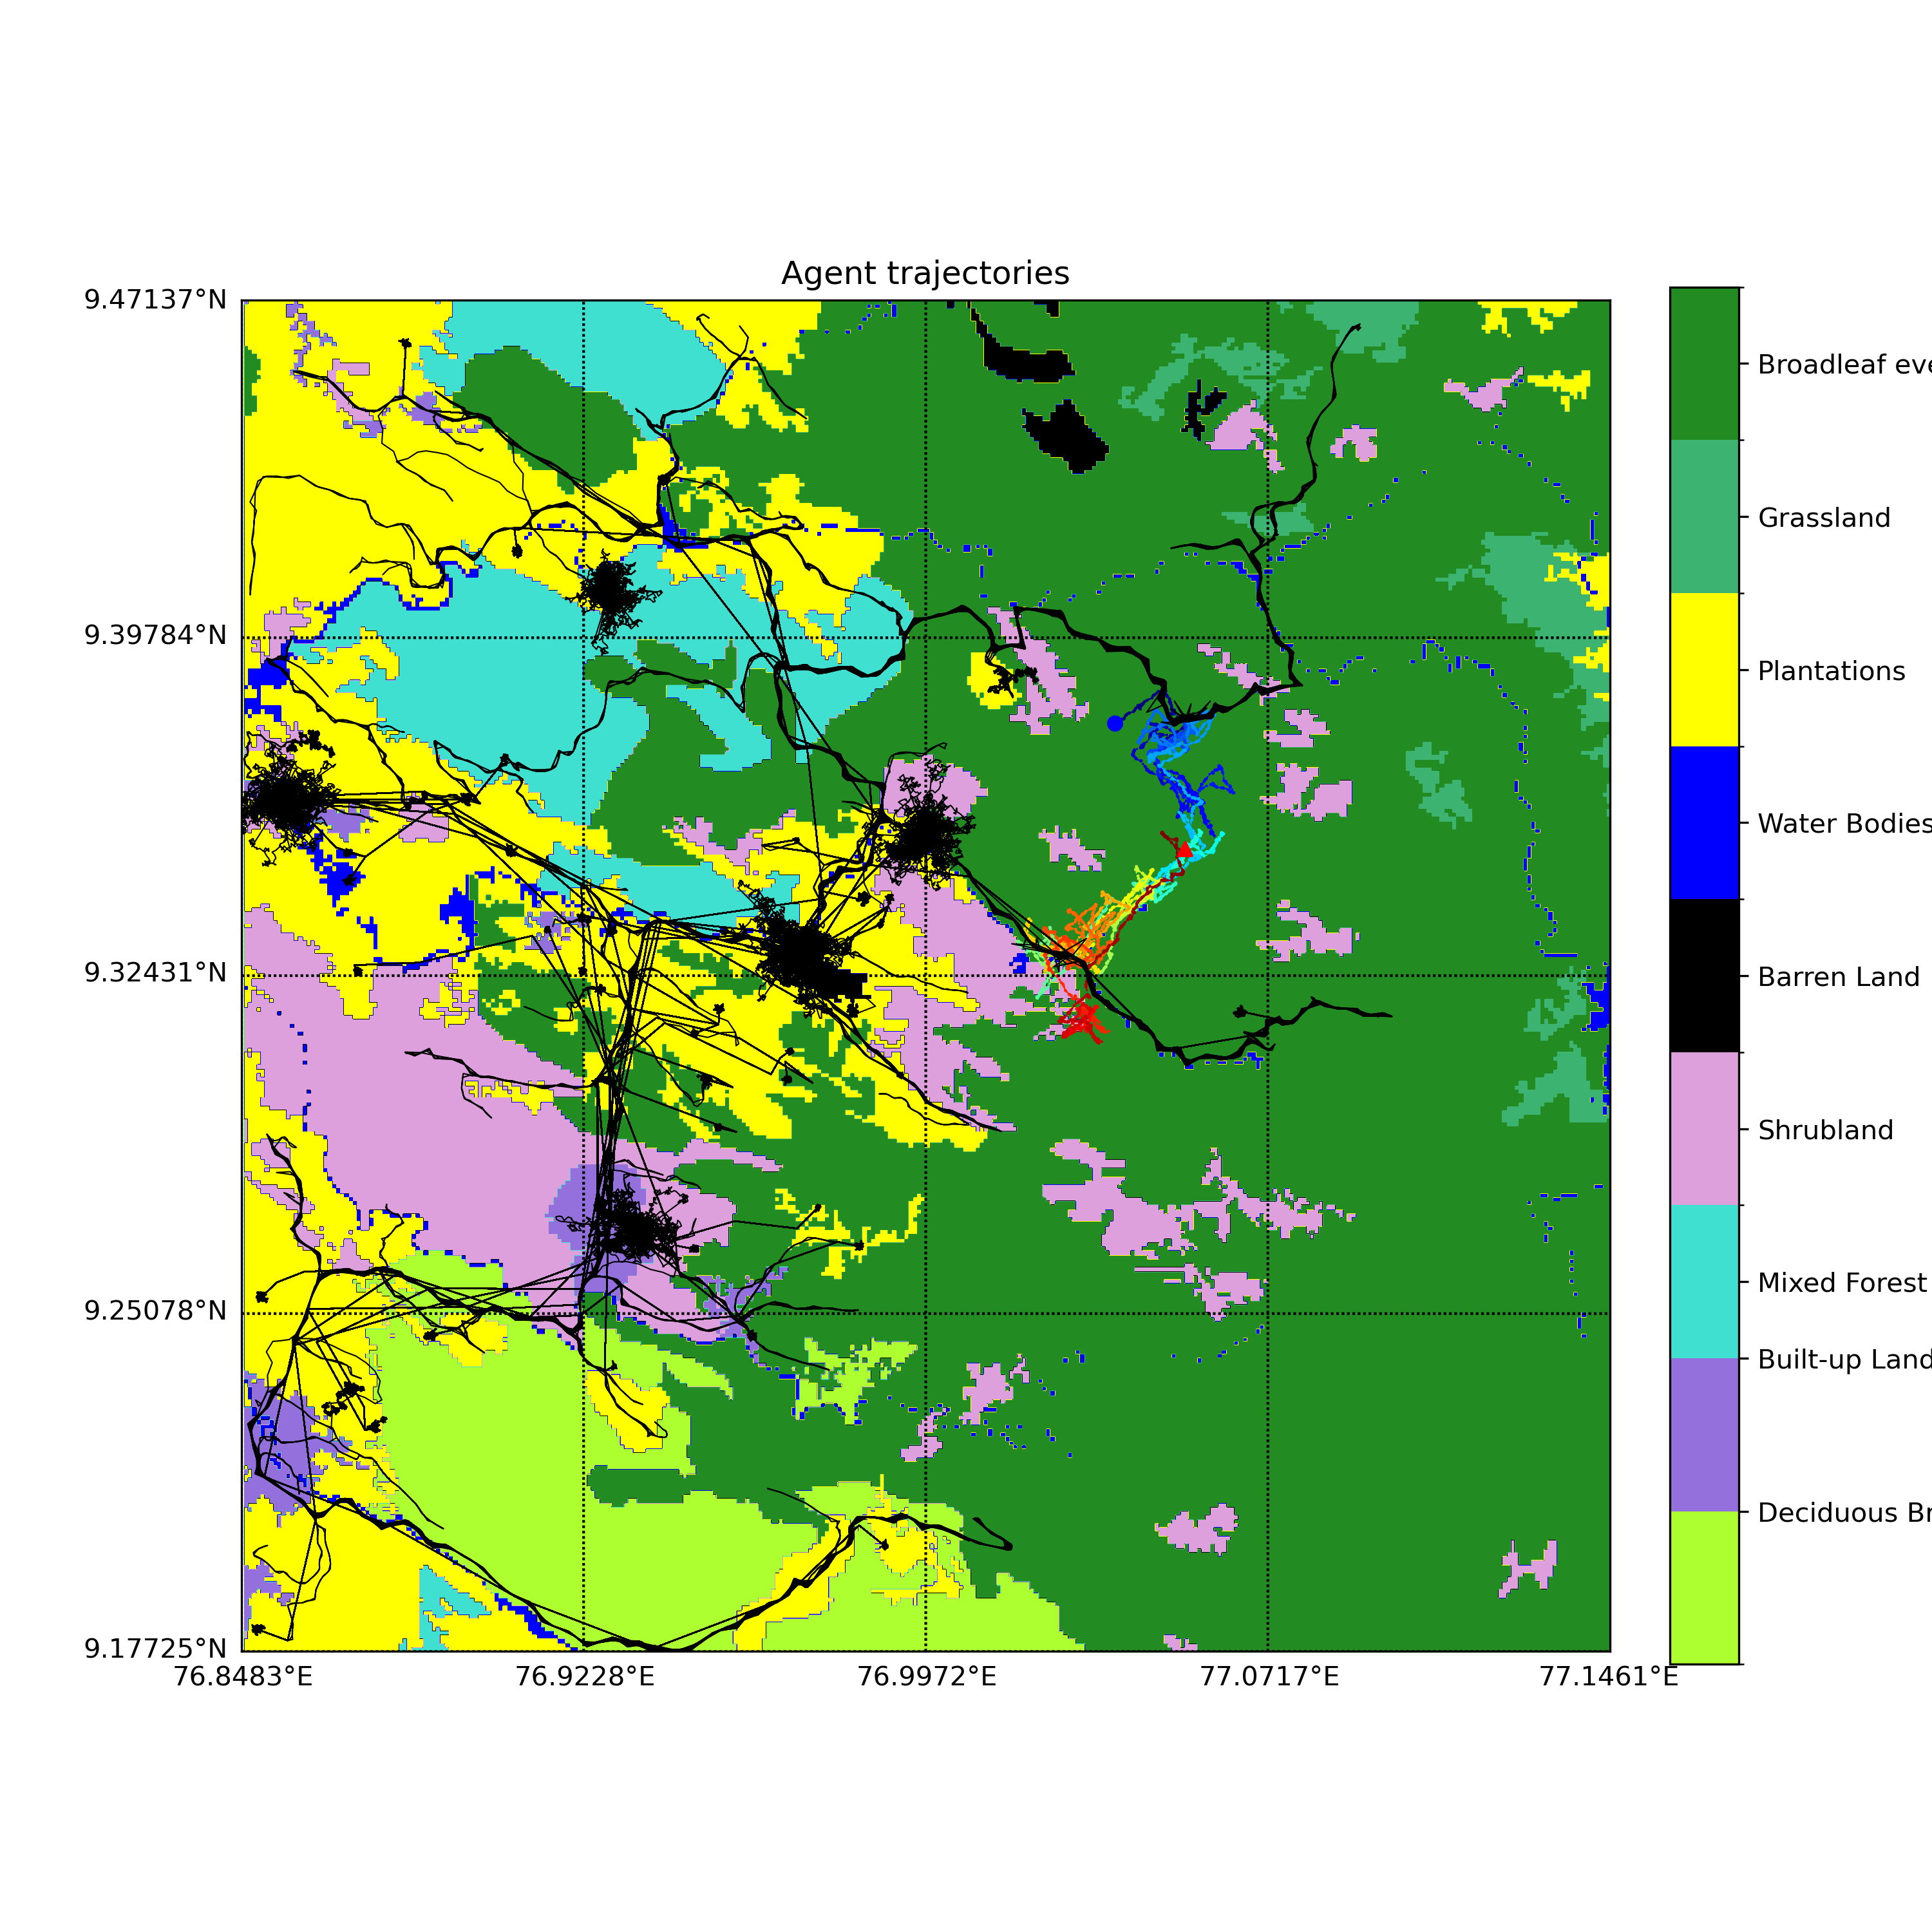 Agent trajectories
9.47137°N
9.39784°N
9.32431°N
9.25078°N
9.17725°N
76.8483°E
76.9228°E
76.9972°E
77.0717°E
77.1461°E
Broadleaf eve
Grassland
Plantations
Water Bodies
Barren Land
Shrubland
Mixed Forest
Built-up Land
Deciduous Br